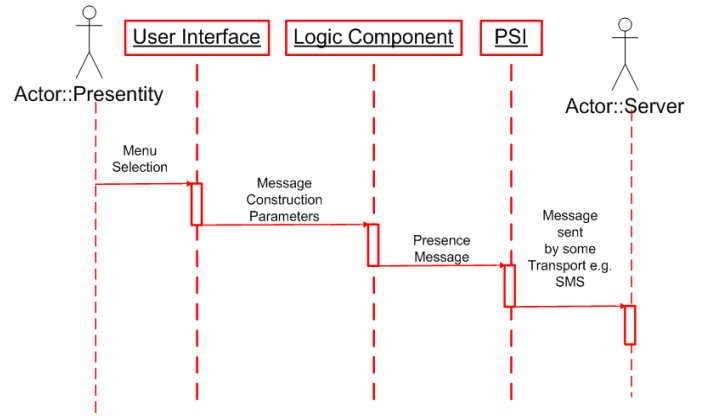 User Interface
Logic Component
PSI
Actor::Presentity
Actor::Server
Menu
Selection
Message
Construction
Parameters
Presence
Message
Message
sent
by some
Transport e.g.
SMS